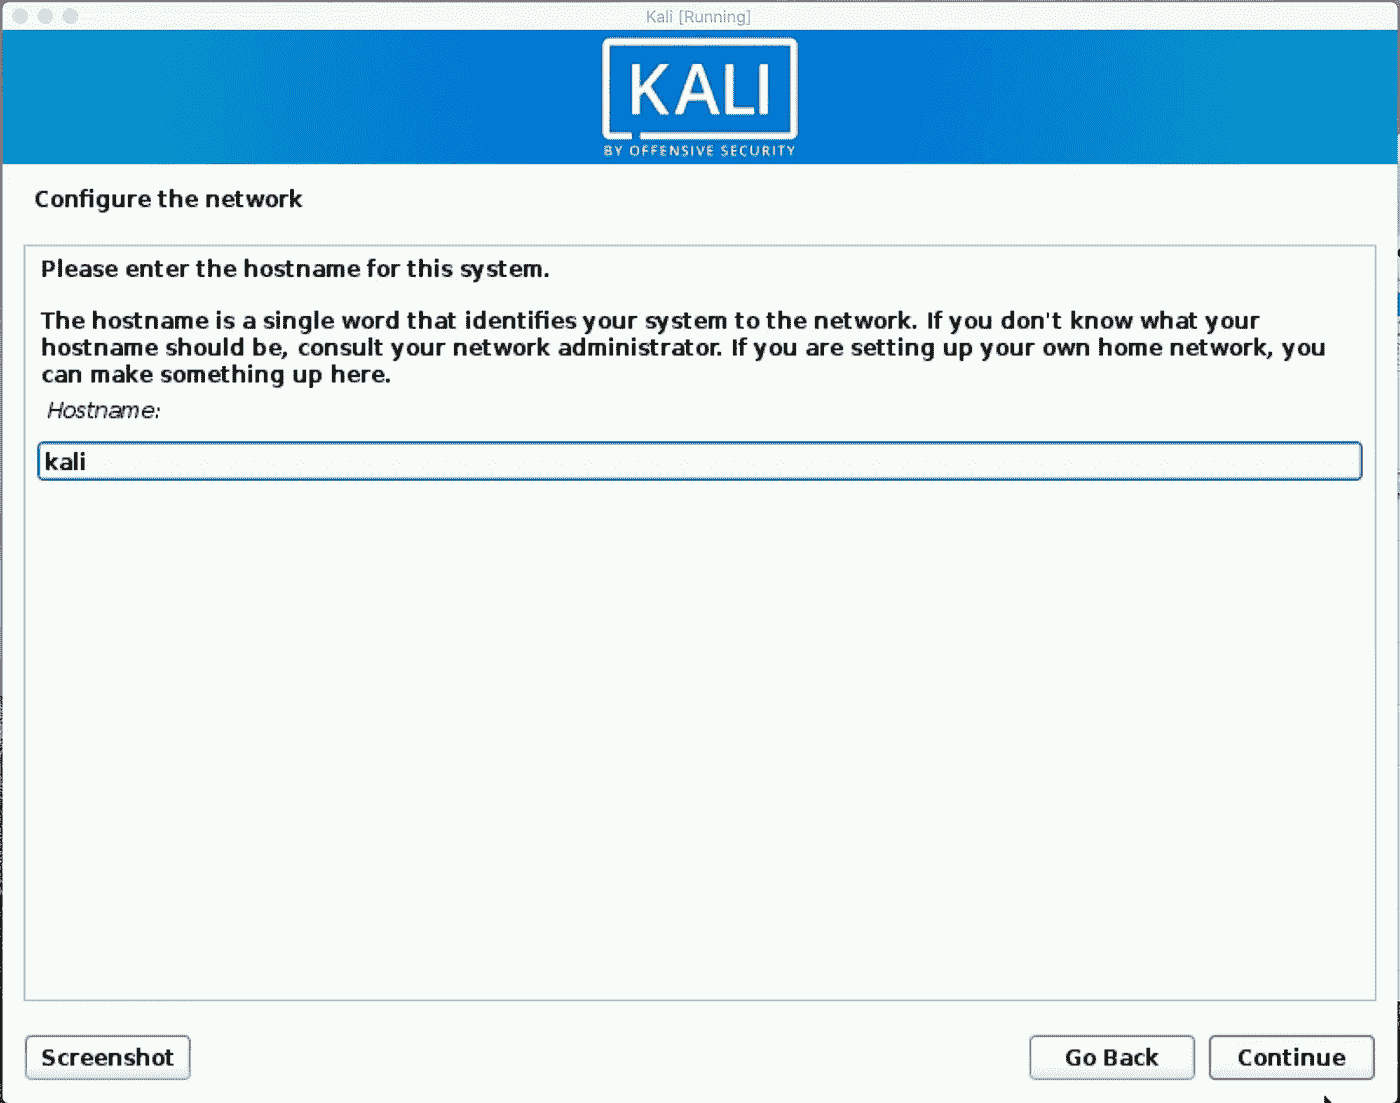 Kali [Running]
KALI
BY OFFENSIVE SECURITY
Configure the network
Please enter the hostname for this system.
The hostname is a single word that identifies your system to the network. If you don't know what your
hostname should be, consult your network administrator. If you are setting up your own home network, you
can make something up here.
Hostname:
kali
Screenshot
Go Back
Continue